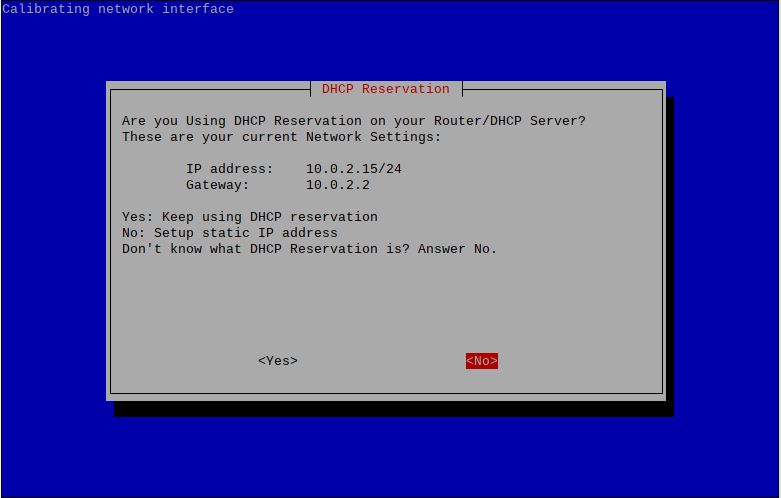 Calibrating network interface
DHCP Reservation
Are you Using DHCP Reservation on your Router/DHCP Server?
These are your current Network Settings:
IP address:    10.0.2.15/24
Gateway:       10.0.2.2
Yes: Keep using DHCP reservation
No: Setup static IP address
Don't know what DHCP Reservation is? Answer No.
<Yes>                     <No>